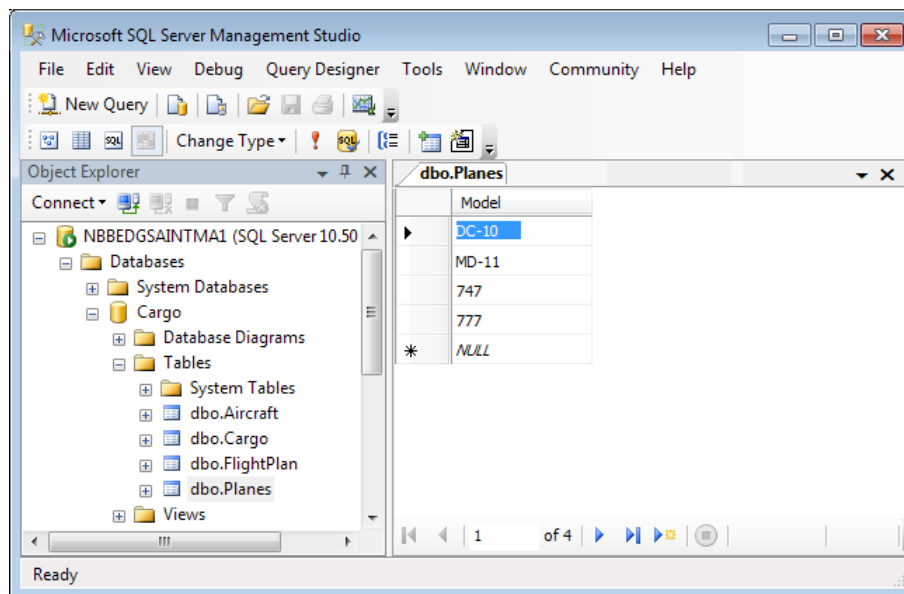 Microsoft SQL Server Management Studio
File Edit View Debug Query Designer Tools Window Community Help
New Query
SQL Change Type SQL
Object Explorer
Connect
NBBEDGSAINTMA1 (SQL Server 10.50
Databases
System Databases
Cargo
Database Diagrams
Tables
System Tables
dbo.Aircraft
dbo.Cargo
dbo.FlightPlan
dbo.Planes
Views
dbo.Planes
Model
DC-10
MD-11
747
777
NULL
1 of 4
Ready